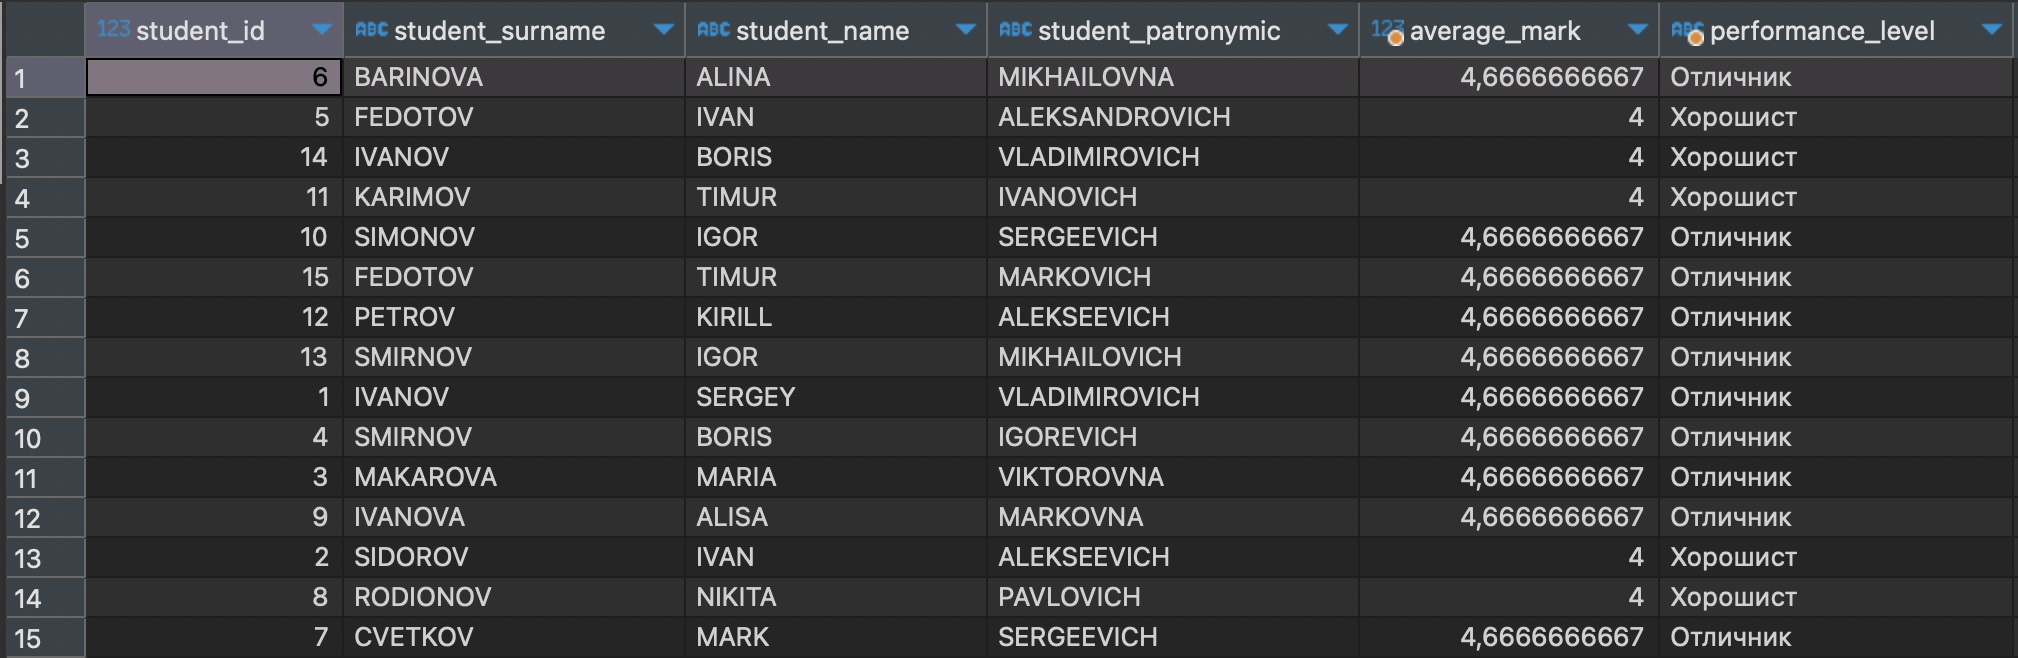 123 student_id ABC student_surname ABC student_name ABC student_patronymic 123 average_mark ABC performance_level
1 6 BARINOVA ALINA MIKHAILOVNA 4,6666666667 Отличник
2 5 FEDOTOV IVAN ALEKSANDROVICH 4 Хорошист
3 14 IVANOV BORIS VLADIMIROVICH 4 Хорошист
4 11 KARIMOV TIMUR IVANOVICH 4 Хорошист
5 10 SIMONOV IGOR SERGEEVICH 4,6666666667 Отличник
6 15 FEDOTOV TIMUR MARKOVICH 4,6666666667 Отличник
7 12 PETROV KIRILL ALEKSEEVICH 4,6666666667 Отличник
8 13 SMIRNOV IGOR MIKHAILOVICH 4,6666666667 Отличник
9 1 IVANOV SERGEY VLADIMIROVICH 4,6666666667 Отличник
10 4 SMIRNOV BORIS IGOREVICH 4,6666666667 Отличник
11 3 MAKAROVA MARIA VIKTOROVNA 4,6666666667 Отличник
12 9 IVANOVA ALISA MARKOVNA 4,6666666667 Отличник
13 2 SIDOROV IVAN ALEKSEEVICH 4 Хорошист
14 8 RODIONOV NIKITA PAVLOVICH 4 Хорошист
15 7 CVETKOV MARK SERGEEVICH 4,6666666667 Отличник